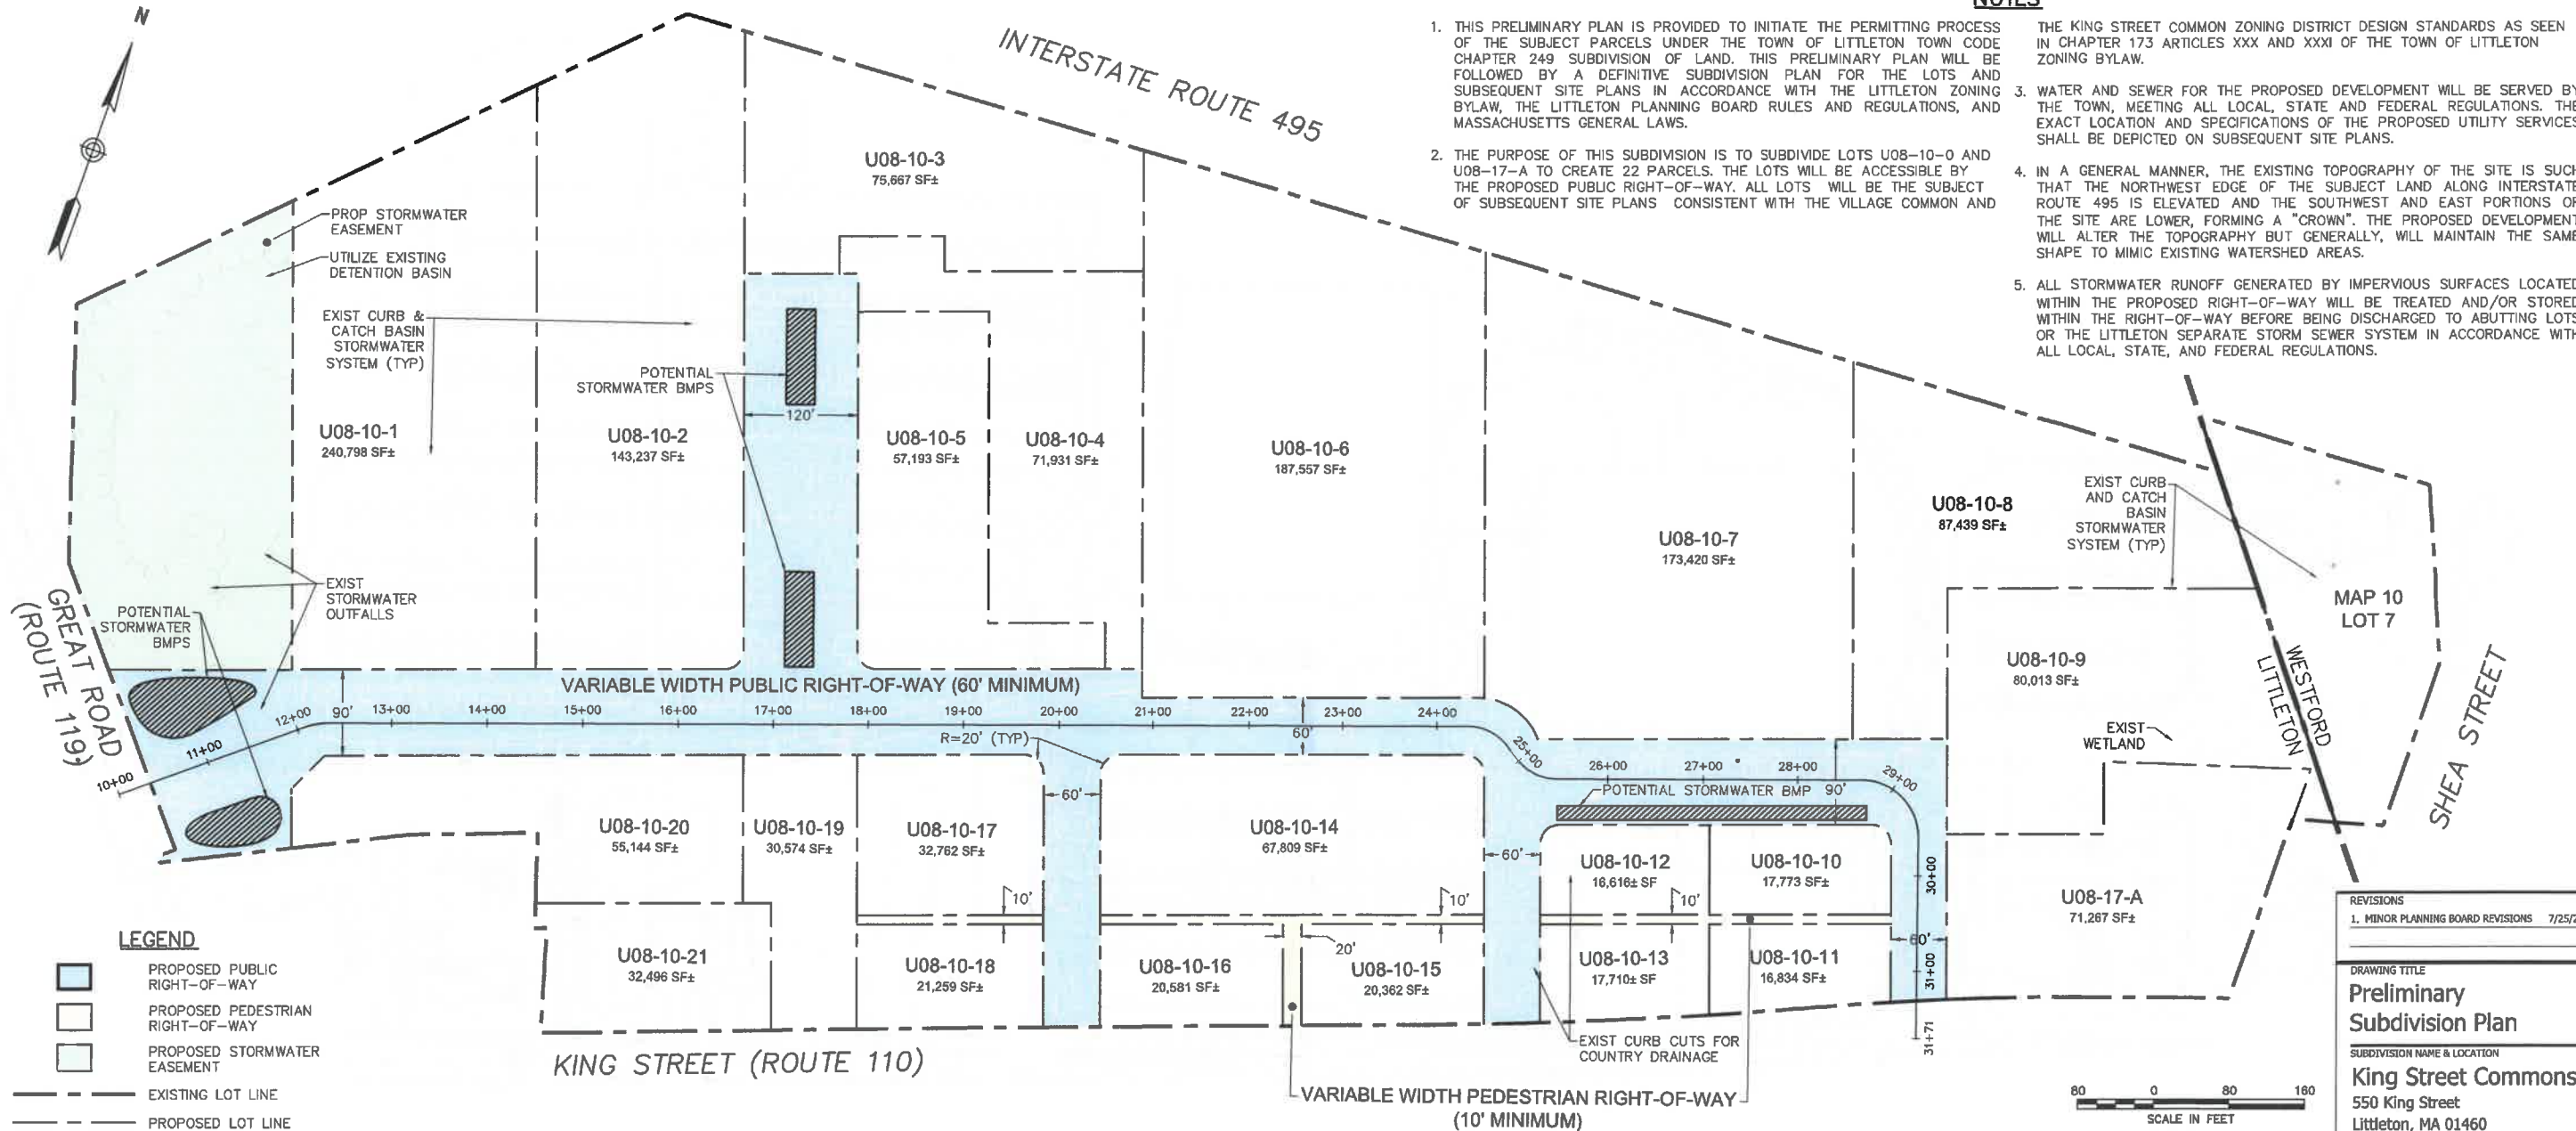 N
INTERSTATE ROUTE 495
NOTES
1. THIS PRELIMINARY PLAN IS PROVIDED TO INITIATE THE PERMITTING PROCESS
OF THE SUBJECT PARCELS UNDER THE TOWN OF LITTLETON TOWN CODE
CHAPTER 249 SUBDIVISION OF LAND. THIS PRELIMINARY PLAN WILL BE
FOLLOWED BY A DEFINITIVE SUBDIVISION PLAN FOR THE LOTS AND
SUBSEQUENT SITE PLANS IN ACCORDANCE WITH THE LITTLETON ZONING
BYLAW, THE LITTLETON PLANNING BOARD RULES AND REGULATIONS, AND
MASSACHUSETTS GENERAL LAWS.
2. THE PURPOSE OF THIS SUBDIVISION IS TO SUBDIVIDE LOTS U08-10-0 AND
U08-17-A TO CREATE 22 PARCELS. THE LOTS WILL BE ACCESSIBLE BY
THE PROPOSED PUBLIC RIGHT-OF-WAY. ALL LOTS WILL BE THE SUBJECT
OF SUBSEQUENT SITE PLANS CONSISTENT WITH THE VILLAGE COMMON AND
THE KING STREET COMMON ZONING DISTRICT DESIGN STANDARDS AS SEEN
IN CHAPTER 173 ARTICLES XXX AND XXXI OF THE TOWN OF LITTLETON
ZONING BYLAW.
3. WATER AND SEWER FOR THE PROPOSED DEVELOPMENT WILL BE SERVED BY
THE TOWN, MEETING ALL LOCAL, STATE AND FEDERAL REGULATIONS. THE
EXACT LOCATION AND SPECIFICATIONS OF THE PROPOSED UTILITY SERVICES
SHALL BE DEPICTED ON SUBSEQUENT SITE PLANS.
4. IN A GENERAL MANNER, THE EXISTING TOPOGRAPHY OF THE SITE IS SUCH
THAT THE NORTHWEST EDGE OF THE SUBJECT LAND ALONG INTERSTATE
ROUTE 495 IS ELEVATED AND THE SOUTHWEST AND EAST PORTIONS OF
THE SITE ARE LOWER, FORMING A "CROWN". THE PROPOSED DEVELOPMENT
WILL ALTER THE TOPOGRAPHY BUT GENERALLY, WILL MAINTAIN THE SAME
SHAPE TO MIMIC EXISTING WATERSHED AREAS.
5. ALL STORMWATER RUNOFF GENERATED BY IMPERVIOUS SURFACES LOCATED
WITHIN THE PROPOSED RIGHT-OF-WAY WILL BE TREATED AND/OR STORED
WITHIN THE RIGHT-OF-WAY BEFORE BEING DISCHARGED TO ABUTTING LOTS
OR THE LITTLETON SEPARATE STORM SEWER SYSTEM IN ACCORDANCE WITH
ALL LOCAL, STATE, AND FEDERAL REGULATIONS.
PROP STORMWATER
EASEMENT
UTILIZE EXISTING
DETENTION BASIN
EXIST CURB &
CATCH BASIN
STORMWATER
SYSTEM (TYP)
U08-10-3
75,667 SF±
POTENTIAL
STORMWATER BMPS
120'
U08-10-1
240,798 SF±
U08-10-2
143,237 SF±
U08-10-5
57,193 SF±
U08-10-4
71,931 SF±
U08-10-6
187,557 SF±
U08-10-7
173,420 SF±
U08-10-8
87,439 SF±
EXIST CURB
AND CATCH
BASIN
STORMWATER
SYSTEM (TYP)
MAP 10
LOT 7
U08-10-9
80,013 SF±
WESTFORD
LITTLETON
SHEA STREET
EXIST
WETLAND
EXIST
STORMWATER
OUTFALLS
POTENTIAL
STORMWATER
BMPS
GREAT ROAD
(ROUTE 119)
VARIABLE WIDTH PUBLIC RIGHT-OF-WAY (60' MINIMUM)
10+00
11+00
12+00
90'
13+00
14+00
15+00
16+00
17+00
18+00
19+00
20+00
21+00
22+00
23+00
24+00
60'
R=20' (TYP)
25+00
26+00
27+00
28+00
29+00
POTENTIAL STORMWATER BMP
90'
30+00
31+00
31+71
60'
60'
60'
U08-10-20
55,144 SF±
U08-10-19
30,574 SF±
U08-10-17
32,762 SF±
U08-10-14
67,809 SF±
U08-10-12
16,616± SF
U08-10-10
17,773 SF±
U08-17-A
71,267 SF±
10'
10'
10'
20'
U08-10-21
32,496 SF±
U08-10-18
21,259 SF±
U08-10-16
20,581 SF±
U08-10-15
20,362 SF±
U08-10-13
17,710± SF
U08-10-11
16,834 SF±
EXIST CURB CUTS FOR
COUNTRY DRAINAGE
KING STREET (ROUTE 110)
VARIABLE WIDTH PEDESTRIAN RIGHT-OF-WAY
(10' MINIMUM)
LEGEND
PROPOSED PUBLIC
RIGHT-OF-WAY
PROPOSED PEDESTRIAN
RIGHT-OF-WAY
PROPOSED STORMWATER
EASEMENT
EXISTING LOT LINE
PROPOSED LOT LINE
80 0 80 160
SCALE IN FEET
REVISIONS
1. MINOR PLANNING BOARD REVISIONS 7/25/2
DRAWING TITLE
Preliminary
Subdivision Plan
SUBDIVISION NAME & LOCATION
King Street Commons
550 King Street
Littleton, MA 01460